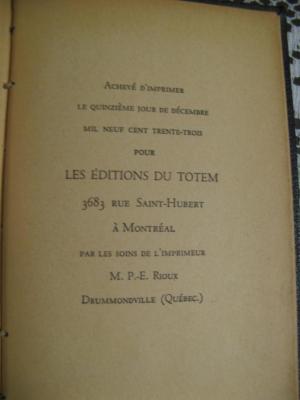 Achevé d'imprimer
le quinzième jour de décembre
mil neuf cent trente-trois
pour
LES ÉDITIONS DU TOTEM
3683 rue Saint-Hubert
à Montréal
par les soins de l'imprimeur
M. P.-E. Rioux
Drummondville (Québec.)